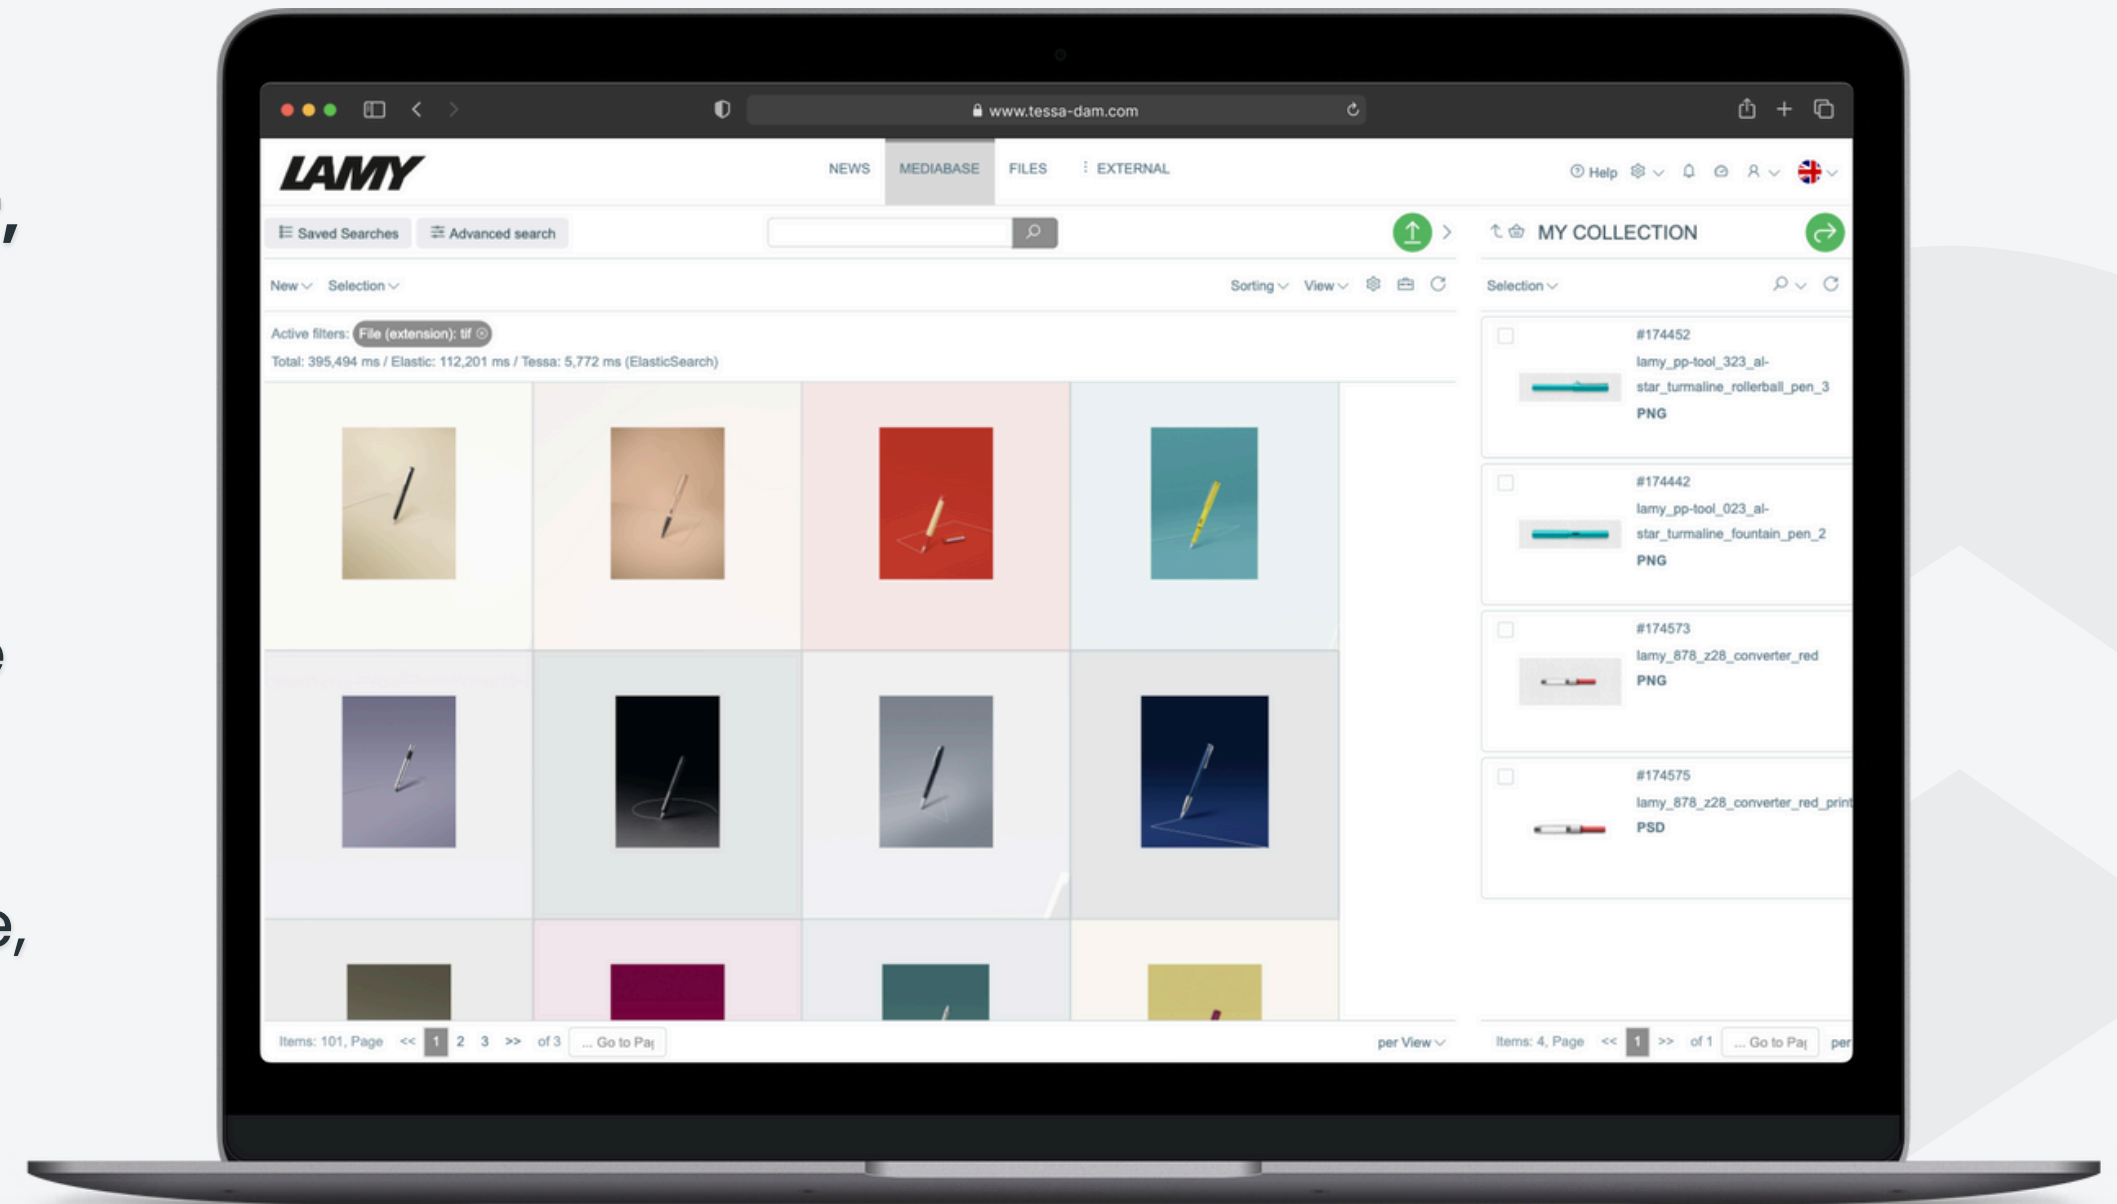 www.tessa-dam.com
LAMY
NEWS MEDIABASE FILES EXTERNAL
Help
Saved Searches Advanced search
MY COLLECTION
New Selection
Sorting View
Selection
Active filters: File (extension): tif
Total: 395,494 ms / Elastic: 112,201 ms / Tessa: 5,772 ms (ElasticSearch)
#174452
lamy_pp-tool_323_al-
star_turmaline_rollerball_pen_3
PNG
#174442
lamy_pp-tool_023_al-
star_turmaline_fountain_pen_2
PNG
#174573
lamy_878_z28_converter_red
PNG
#174575
lamy_878_z28_converter_red_print
PSD
Items: 101, Page << 1 2 3 >> of 3 ... Go to Pa
per View
Items: 4, Page << 1 >> of 1 ... Go to Pa
per